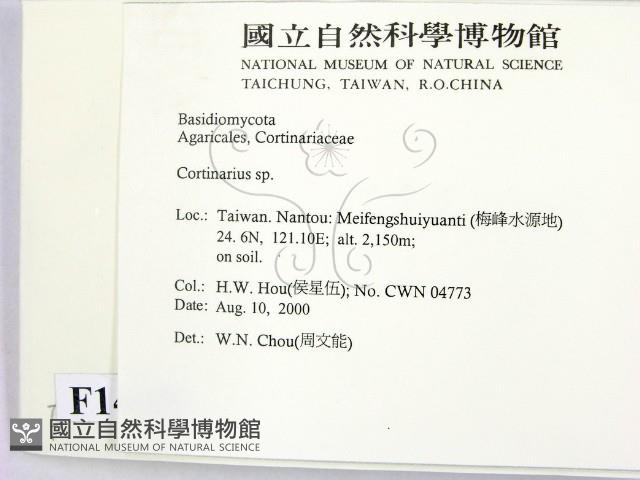 國立自然科學博物館
NATIONAL MUSEUM OF NATURAL SCIENCE
TAICHUNG, TAIWAN, R.O.CHINA
Basidiomycota
Agaricales, Cortinariaceae
Cortinarius sp.
Loc.: Taiwan. Nantou: Meifengshuiyuanti (梅峰水源地)
24. 6N, 121.10E; alt. 2,150m;
on soil.
Col.: H.W. Hou(侯星伍); No. CWN 04773
Date: Aug. 10, 2000
Det.: W.N. Chou(周文能)
F14
國立自然科學博物館
NATIONAL MUSEUM OF NATURAL SCIENCE